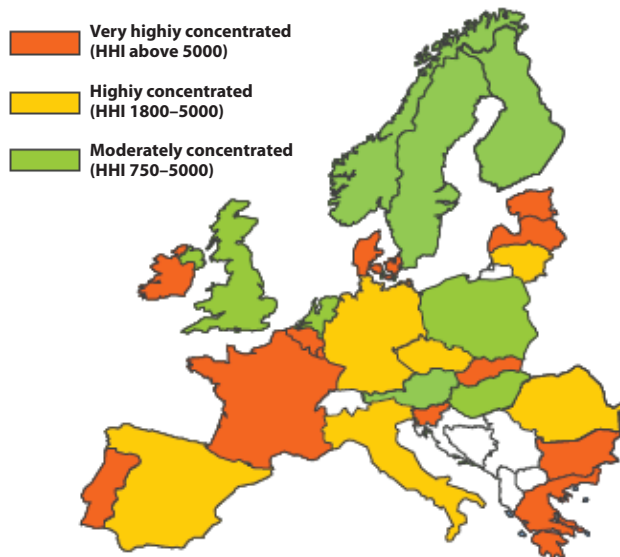 Very highiy concentrated
(HHI above 5000)
Highiy concentrated
(HHI 1800–5000)
Moderately concentrated
(HHI 750–5000)